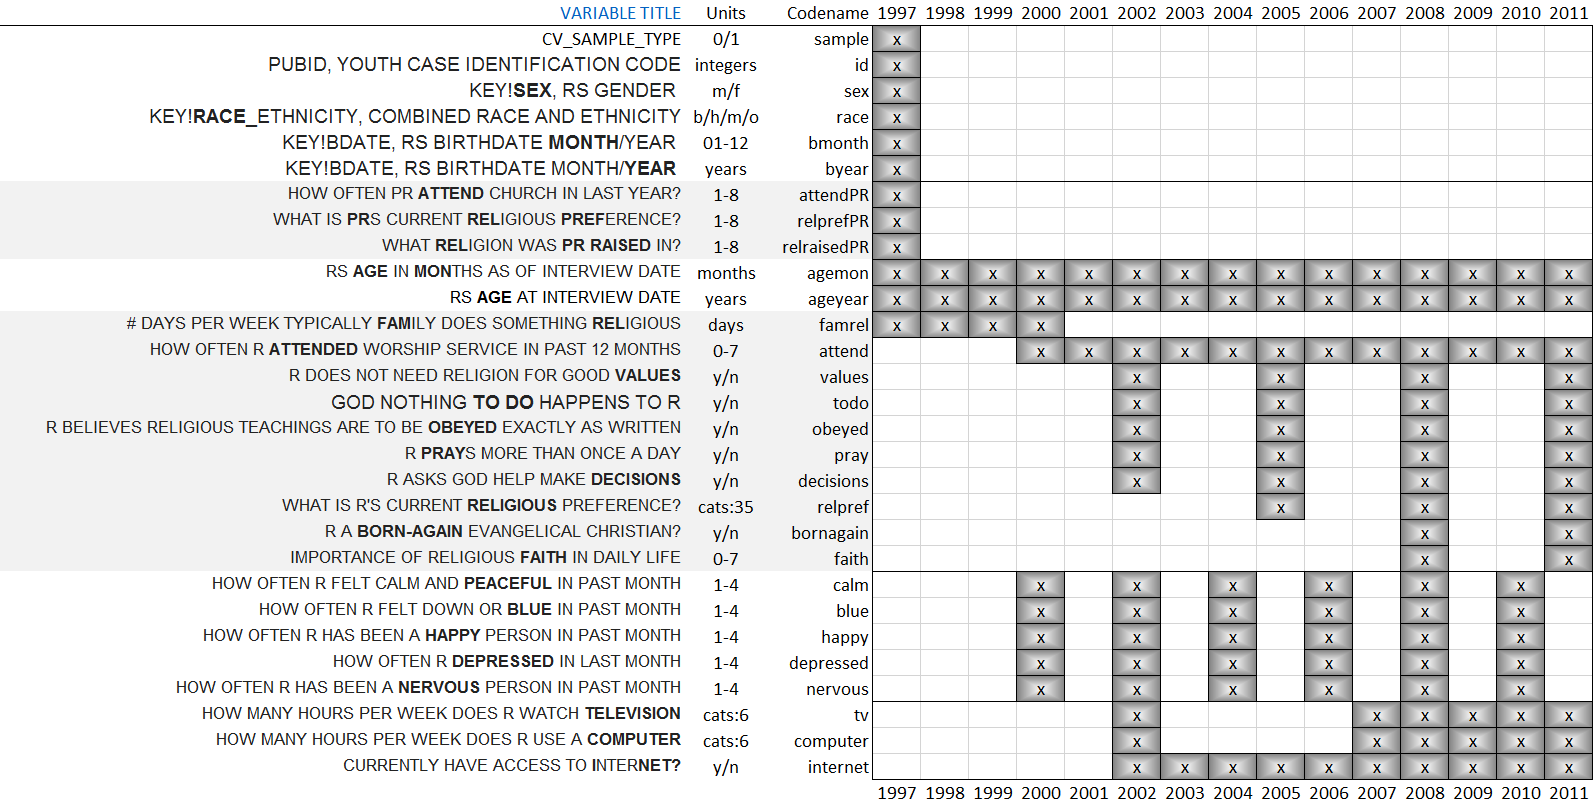 VARIABLE TITLE Units Codename 1997 1998 1999 2000 2001 2002 2003 2004 2005 2006 2007 2008 2009 2010 2011
CV_SAMPLE_TYPE 0/1 sample x
PUBID, YOUTH CASE IDENTIFICATION CODE integers id x
KEY!SEX, RS GENDER m/f sex x
KEY!RACE_ETHNICITY, COMBINED RACE AND ETHNICITY b/h/m/o race x
KEY!BDATE, RS BIRTHDATE MONTH/YEAR 01-12 bmonth x
KEY!BDATE, RS BIRTHDATE MONTH/YEAR years byear x
HOW OFTEN PR ATTEND CHURCH IN LAST YEAR? 1-8 attendPR x
WHAT IS PRS CURRENT RELIGIOUS PREFERENCE? 1-8 relprefPR x
WHAT RELIGION WAS PR RAISED IN? 1-8 relraisedPR x
RS AGE IN MONTHS AS OF INTERVIEW DATE months agemon x x x x x x x x x x x x x x x
RS AGE AT INTERVIEW DATE years ageyear x x x x x x x x x x x x x x x
# DAYS PER WEEK TYPICALLY FAMILY DOES SOMETHING RELIGIOUS days famrel x x x x
HOW OFTEN R ATTENDED WORSHIP SERVICE IN PAST 12 MONTHS 0-7 attend x x x x x x x x x x x x
R DOES NOT NEED RELIGION FOR GOOD VALUES y/n values x x x x
GOD NOTHING TO DO HAPPENS TO R y/n todo x x x x
R BELIEVES RELIGIOUS TEACHINGS ARE TO BE OBEYED EXACTLY AS WRITTEN y/n obeyed x x x x
R PRAYS MORE THAN ONCE A DAY y/n pray x x x x
R ASKS GOD HELP MAKE DECISIONS y/n decisions x x x x
WHAT IS R'S CURRENT RELIGIOUS PREFERENCE? cats:35 relpref x x x
R A BORN-AGAIN EVANGELICAL CHRISTIAN? y/n bornagain x x
IMPORTANCE OF RELIGIOUS FAITH IN DAILY LIFE 0-7 faith x x
HOW OFTEN R FELT CALM AND PEACEFUL IN PAST MONTH 1-4 calm x x x x x x
HOW OFTEN R FELT DOWN OR BLUE IN PAST MONTH 1-4 blue x x x x x x
HOW OFTEN R HAS BEEN A HAPPY PERSON IN PAST MONTH 1-4 happy x x x x x x
HOW OFTEN R DEPRESSED IN LAST MONTH 1-4 depressed x x x x x x
HOW OFTEN R HAS BEEN A NERVOUS PERSON IN PAST MONTH 1-4 nervous x x x x x x
HOW MANY HOURS PER WEEK DOES R WATCH TELEVISION cats:6 tv x x x x x x
HOW MANY HOURS PER WEEK DOES R USE A COMPUTER cats:6 computer x x x x x x
CURRENTLY HAVE ACCESS TO INTERNET? y/n internet x x x x x x x x x x
1997 1998 1999 2000 2001 2002 2003 2004 2005 2006 2007 2008 2009 2010 2011